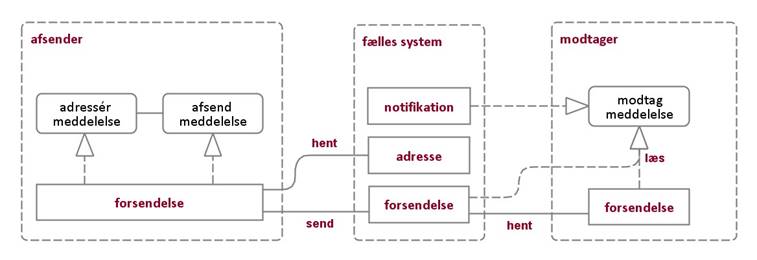 afsender
adressér
meddelelse
afsend
meddelelse
forsendelse
hent
send
fælles system
notifikation
adresse
forsendelse
hent
modtager
modtag
meddelelse
læs
forsendelse